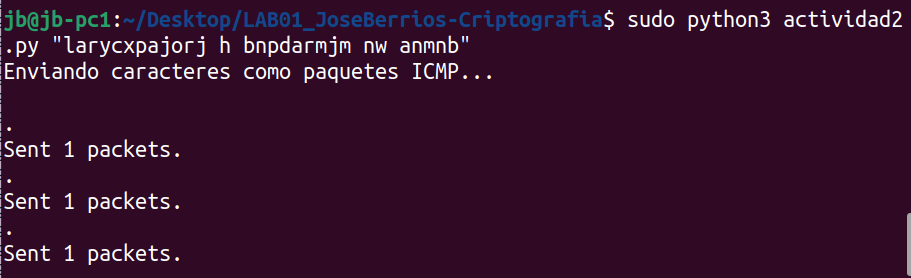 jb@jb-pc1:~/Desktop/LAB01_JoseBerrios-Criptografia$ sudo python3 actividad2
.py "larycxpajorj h bnpdarmjm nw anmnb"
Enviando caracteres como paquetes ICMP...
.
Sent 1 packets.
.
Sent 1 packets.
.
Sent 1 packets.